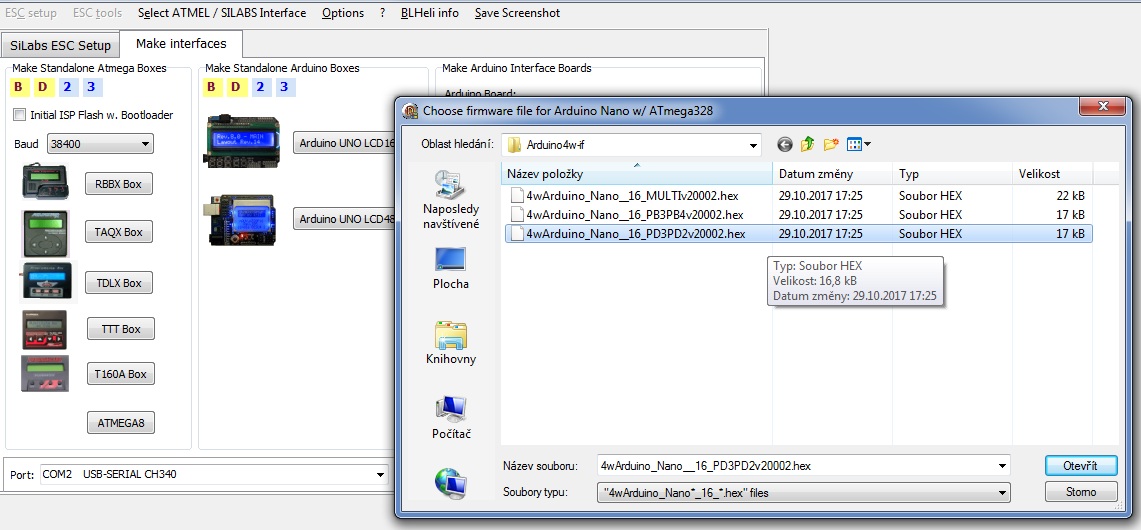 ESC setup ESC tools Select ATMEL / SILABS Interface Options ? BLHeli info Save Screenshot
SiLabs ESC Setup Make interfaces
Make Standalone Atmega Boxes
B D 2 3
Initial ISP Flash w. Bootloader
Baud 38400
RBBX Box
TAQX Box
TDLX Box
TTT Box
T160A Box
ATMEGA8
Make Standalone Arduino Boxes
B D 2 3
Arduino UNO LCD16
Arduino UNO LCD48
Make Arduino Interface Boards
Arduino Board:
Port: COM2 USB-SERIAL CH340
Choose firmware file for Arduino Nano w/ ATmega328
Oblast hledání: Arduino4w-if
Naposledy
navštívené
Plocha
Knihovny
Počítač
Název položky Datum změny Typ Velikost
4wArduino_Nano__16_MULTIv20002.hex 29.10.2017 17:25 Soubor HEX 22 kB
4wArduino_Nano__16_PB3PB4v20002.hex 29.10.2017 17:25 Soubor HEX 17 kB
4wArduino_Nano__16_PD3PD2v20002.hex 29.10.2017 17:25 Soubor HEX 17 kB
Typ: Soubor HEX
Velikost: 16,8 kB
Datum změny: 29.10.2017 17:25
Název souboru: 4wArduino_Nano__16_PD3PD2v20002.hex Otevřít
Soubory typu: "4wArduino_Nano*_16_*.hex" files Storno